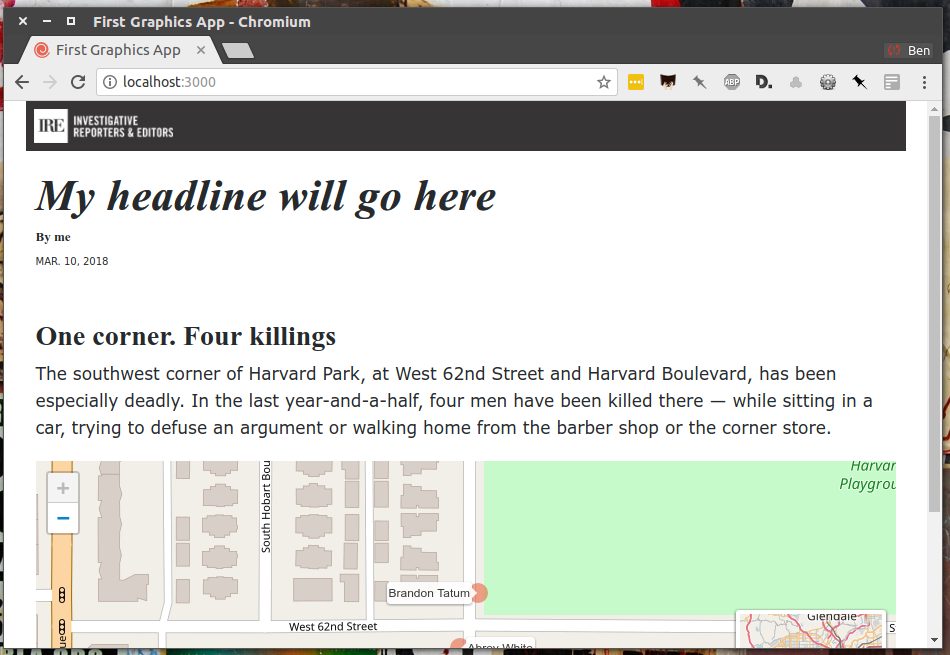 First Graphics App - Chromium
First Graphics App
Ben
localhost:3000
ABP
D.
IRE
INVESTIGATIVE
REPORTERS & EDITORS
My headline will go here
By me
MAR. 10, 2018
One corner. Four killings
The southwest corner of Harvard Park, at West 62nd Street and Harvard Boulevard, has been
especially deadly. In the last year-and-a-half, four men have been killed there — while sitting in a
car, trying to defuse an argument or walking home from the barber shop or the corner store.
Harvar
Playgrou
+
−
South Hobart Bou
Brandon Tatum
West 62nd Street
Glendale
S
ue
Abrey White